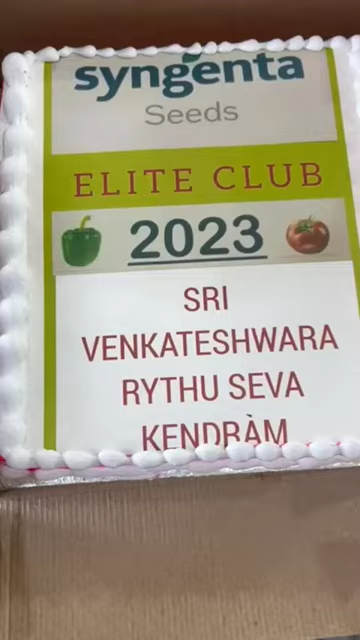 syngenta
Seeds
ELITE CLUB
2023
SRI
VENKATESHWARA
RYTHU SEVA
KENDRÀM